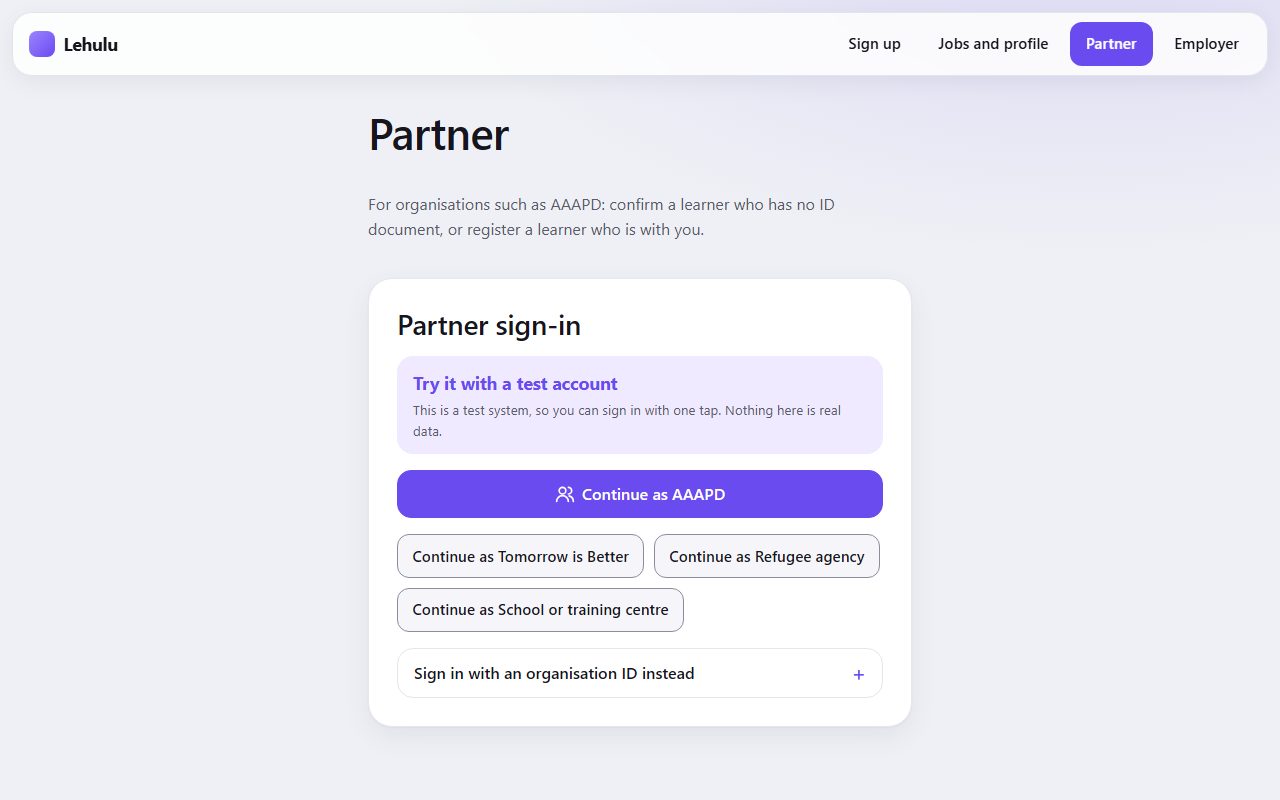 Lehulu
Sign up
Jobs and profile
Partner
Employer
Partner
For organisations such as AAAPD: confirm a learner who has no ID
document, or register a learner who is with you.
Partner sign-in
Try it with a test account
This is a test system, so you can sign in with one tap. Nothing here is real
data.
Continue as AAAPD
Continue as Tomorrow is Better
Continue as Refugee agency
Continue as School or training centre
Sign in with an organisation ID instead
+